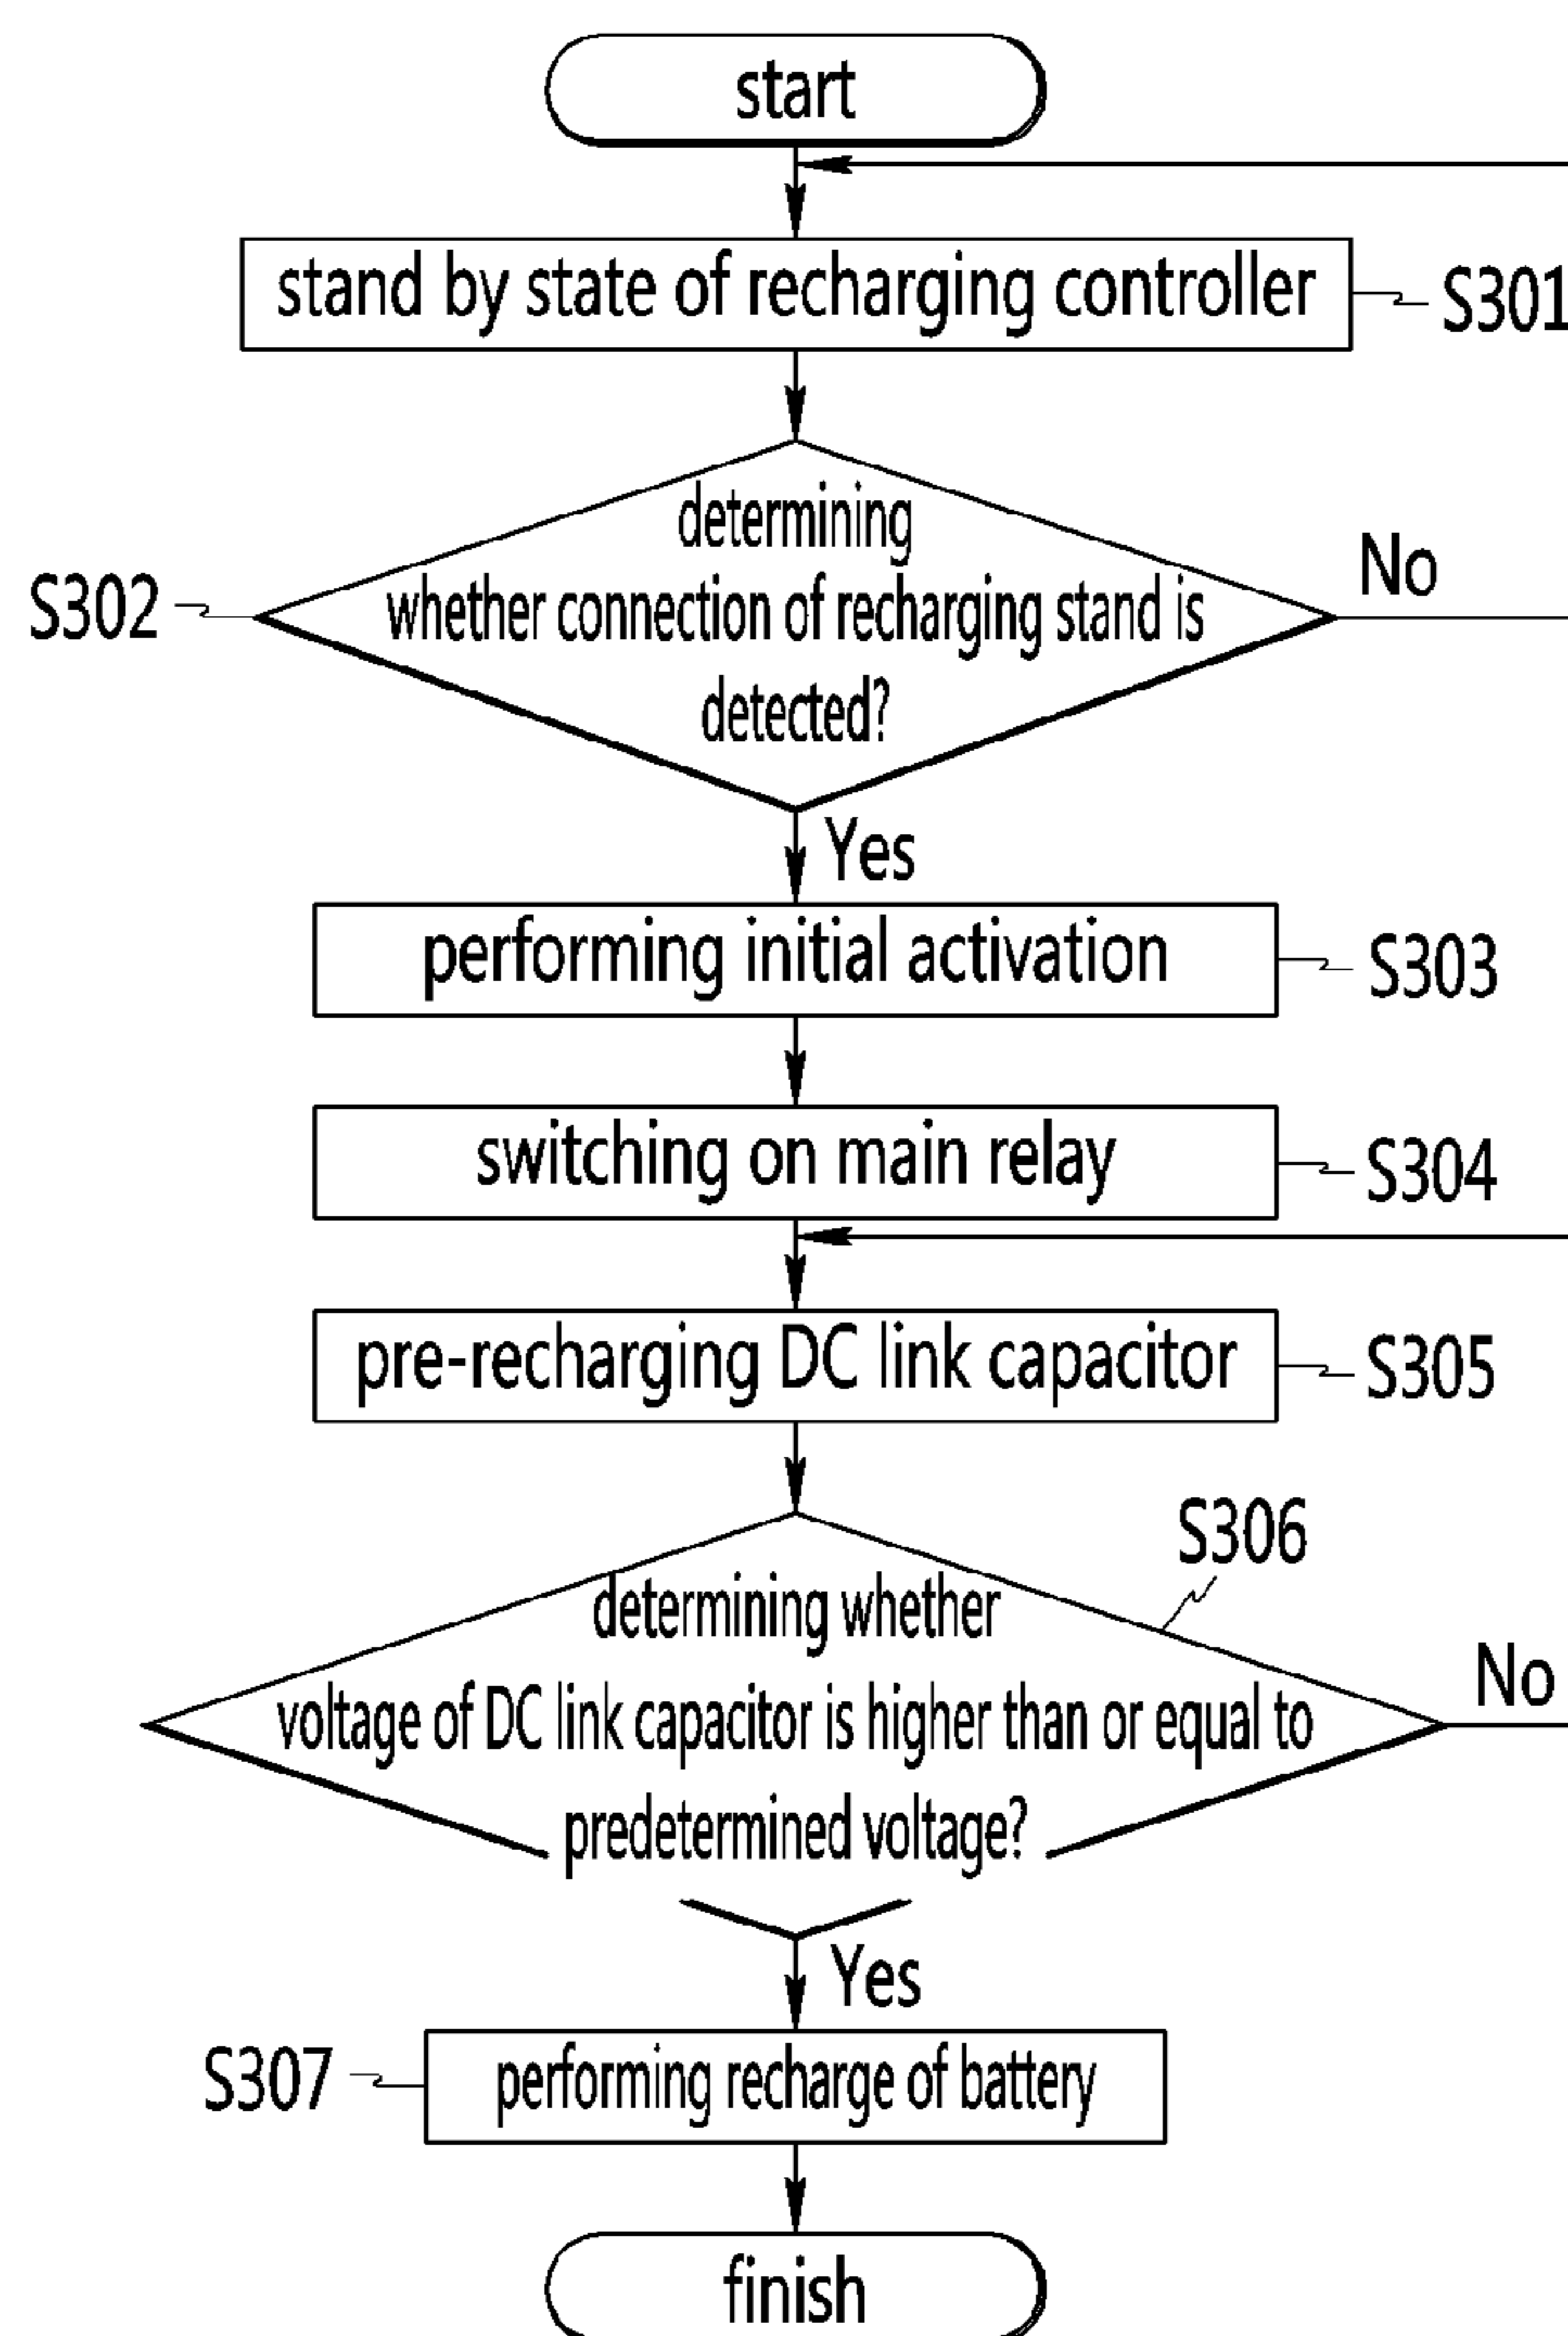 start
stand by state of recharging controller
S301
determining
whether connection of recharging stand is
detected?
S302
No
Yes
performing initial activation
S303
switching on main relay
S304
pre-recharging DC link capacitor
S305
S306
determining whether
voltage of DC link capacitor is higher than or equal to
predetermined voltage?
No
Yes
S307
performing recharge of battery
finish